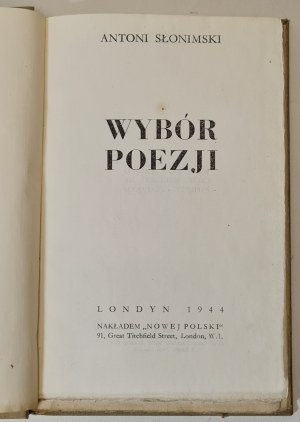 ANTONI SŁONIMSKI
WYBÓR
POEZJI
LONDYN 1944
NAKŁADEM „NOWEJ POLSKI"
91, Great Titchfield Street, London, W.1.